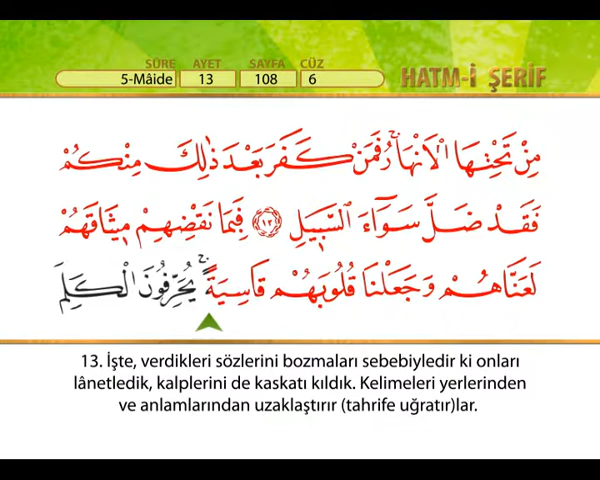 SÛRE AYET SAYFA CÜZ
5-Mâide 13 108 6
HATM-İ ŞERİF
مِنْ تَحْتِهَا الْاَنْهَارُۚ فَمَنْ كَفَرَ بَعْدَ ذٰلِكَ مِنْكُمْ
فَقَدْ ضَلَّ سَوَٓاءَ السَّب۪يلِ ﴿١٢﴾ فَبِمَا نَقْضِهِمْ م۪يثَاقَهُمْ
لَعَنَّاهُمْ وَجَعَلْنَا قُلُوبَهُمْ قَاسِيَةًۚ يُحَرِّفُونَ الْكَلِمَ
13. İşte, verdikleri sözlerini bozmaları sebebiyledir ki onları
lânetledik, kalplerini de kaskatı kıldık. Kelimeleri yerlerinden
ve anlamlarından uzaklaştırır (tahrife uğratır)lar.